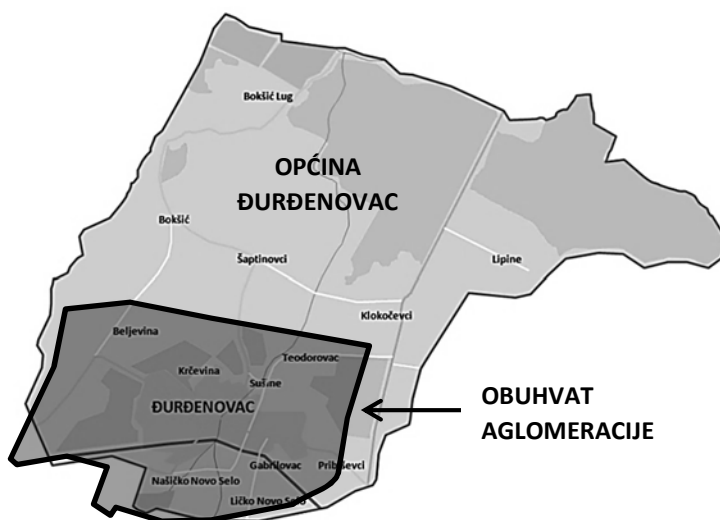 Bokšić Lug
OPĆINA
ĐURĐENOVAC
Bokšić
Šaptinovci
Lipine
Klokočevci
Beljevina
Teodorovac
Krčevina
Sušine
ĐURĐENOVAC
OBUHVAT
AGLOMERACIJE
Gabrilovac
Pribiševci
Našičko Novo Selo
Ličko Novo Selo